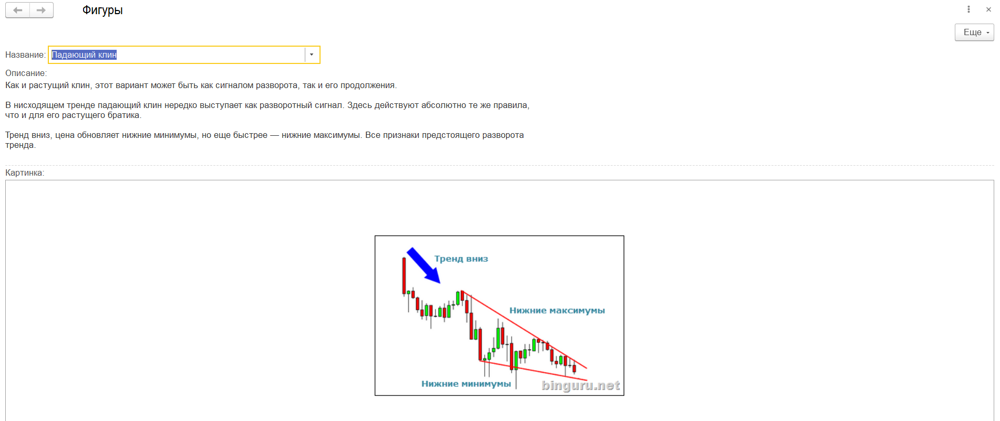 Фигуры
Еще
Название: Падающий клин
Описание:
Как и растущий клин, этот вариант может быть как сигналом разворота, так и его продолжения.
В нисходящем тренде падающий клин нередко выступает как разворотный сигнал. Здесь действуют абсолютно те же правила,
что и для его растущего братика.
Тренд вниз, цена обновляет нижние минимумы, но еще быстрее — нижние максимумы. Все признаки предстоящего разворота
тренда.
Картинка:
Тренд вниз
Нижние максимумы
Нижние минимумы
binguru.net